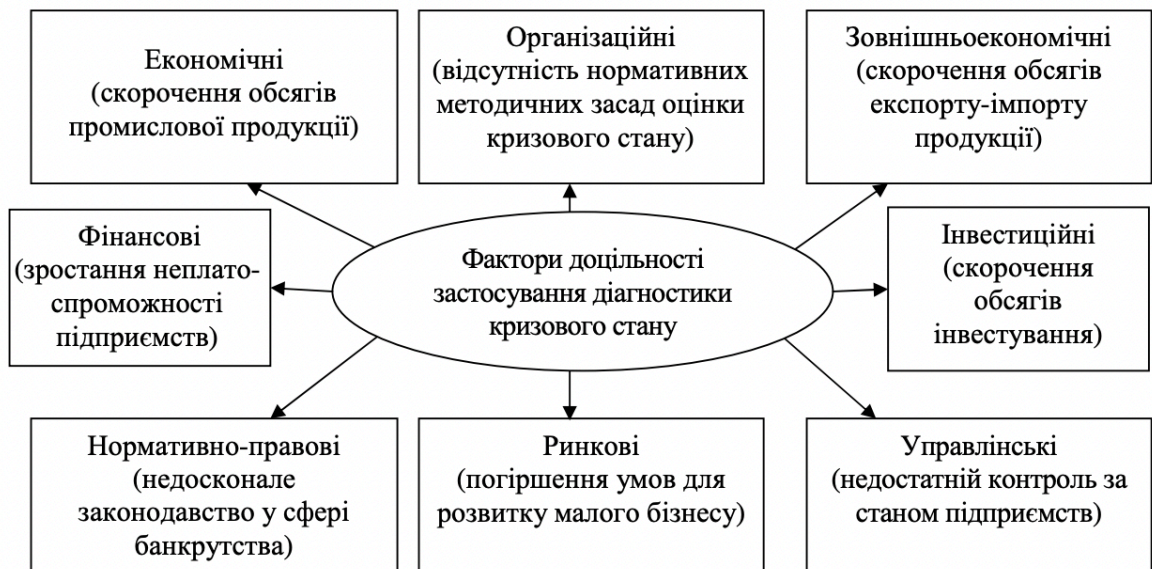 Економічні
(скорочення обсягів
промислової продукції)
Організаційні
(відсутність нормативних
методичних засад оцінки
кризового стану)
Зовнішньоекономічні
(скорочення обсягів
експорту-імпорту
продукції)
Фінансові
(зростання неплато-
спроможності
підприємств)
Фактори доцільності
застосування діагностики
кризового стану
Інвестиційні
(скорочення
обсягів
інвестування)
Нормативно-правові
(недосконале
законодавство у сфері
банкрутства)
Ринкові
(погіршення умов для
розвитку малого бізнесу)
Управлінські
(недостатній контроль за
станом підприємств)